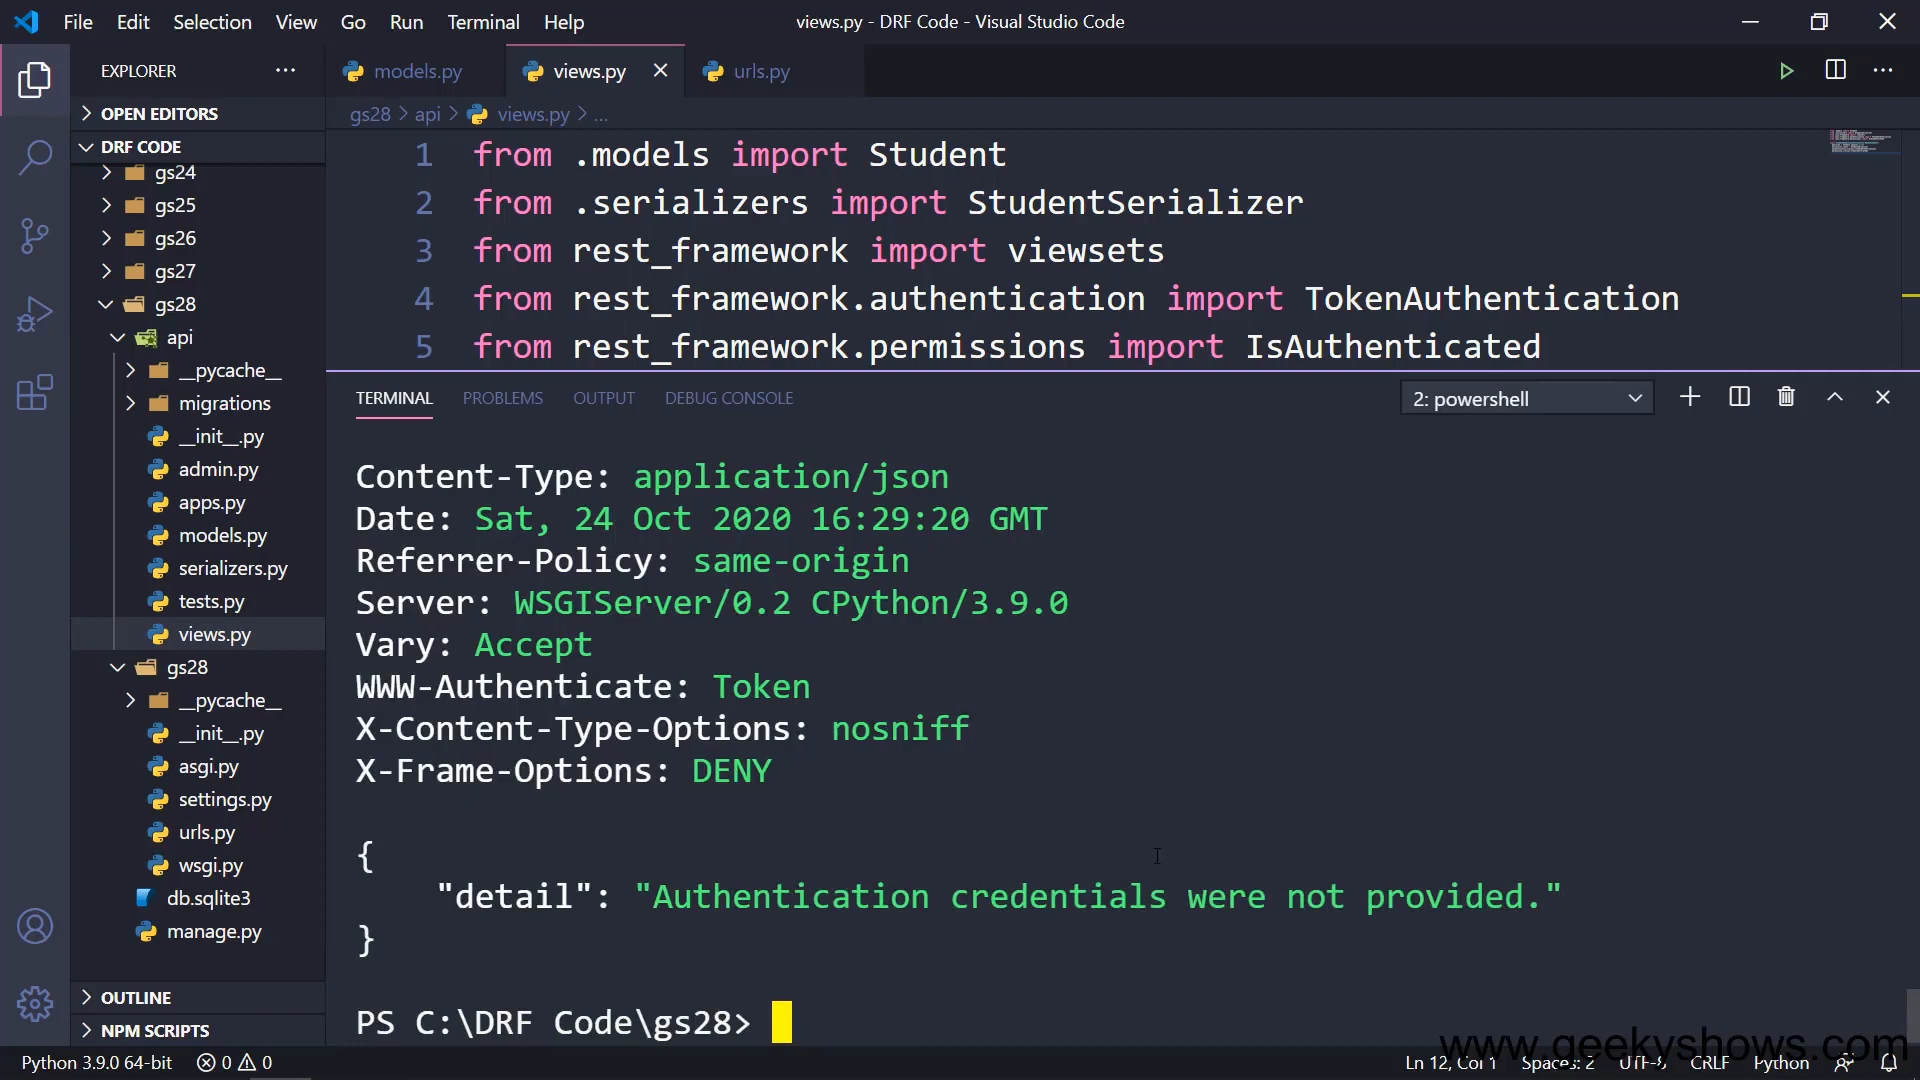 File Edit Selection View Go Run Terminal Help
views.py - DRF Code - Visual Studio Code
EXPLORER
OPEN EDITORS
DRF CODE
gs24
gs25
gs26
gs27
gs28
api
__pycache__
migrations
__init__.py
admin.py
apps.py
models.py
serializers.py
tests.py
views.py
gs28
__pycache__
__init__.py
asgi.py
settings.py
urls.py
wsgi.py
db.sqlite3
manage.py
OUTLINE
NPM SCRIPTS
models.py views.py urls.py
gs28 > api > views.py > ...
1 from .models import Student
2 from .serializers import StudentSerializer
3 from rest_framework import viewsets
4 from rest_framework.authentication import TokenAuthentication
5 from rest_framework.permissions import IsAuthenticated
TERMINAL PROBLEMS OUTPUT DEBUG CONSOLE 2: powershell
Content-Type: application/json
Date: Sat, 24 Oct 2020 16:29:20 GMT
Referrer-Policy: same-origin
Server: WSGIServer/0.2 CPython/3.9.0
Vary: Accept
WWW-Authenticate: Token
X-Content-Type-Options: nosniff
X-Frame-Options: DENY
{
"detail": "Authentication credentials were not provided."
}
PS C:\DRF Code\gs28>
www.geekyshows.com
Python 3.9.0 64-bit 0 0 Ln 12, Col 1 Spaces: 2 UTF-8 CRLF Python